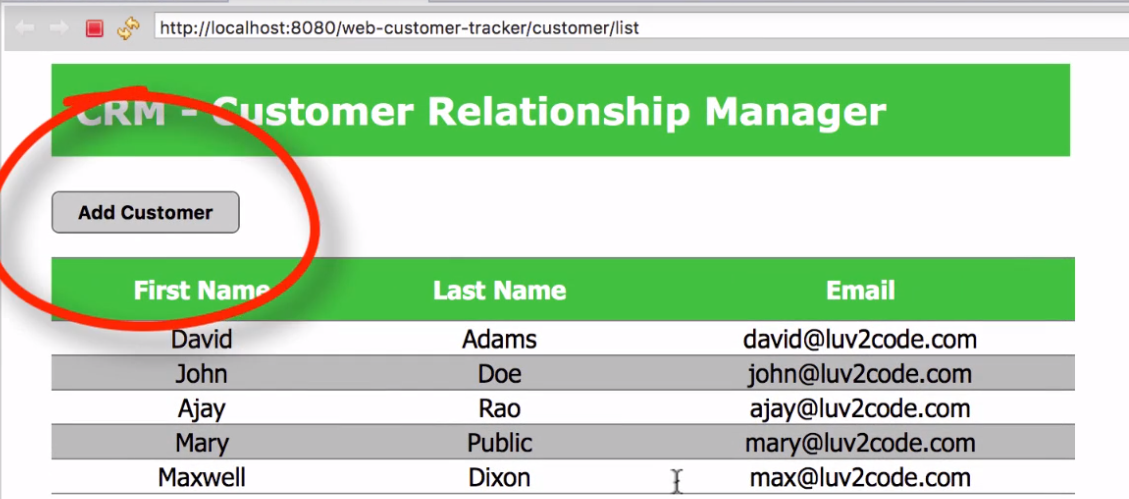 http://localhost:8080/web-customer-tracker/customer/list
CRM - Customer Relationship Manager
Add Customer
First Name Last Name Email
David Adams david@luv2code.com
John Doe john@luv2code.com
Ajay Rao ajay@luv2code.com
Mary Public mary@luv2code.com
Maxwell Dixon max@luv2code.com